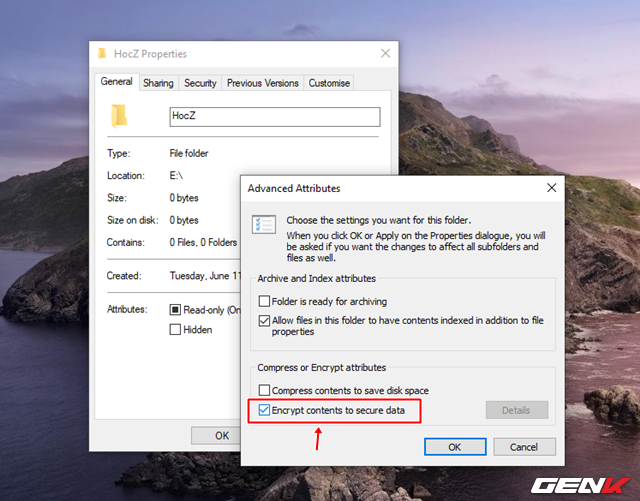 HocZ Properties
General Sharing Security Previous Versions Customise
HocZ
Type: File folder
Location: E:\
Size: 0 bytes
Size on disk: 0 bytes
Contains: 0 Files, 0 Folders
Created: Tuesday, June 11
Attributes: Read-only (On
Hidden
OK
Advanced Attributes
Choose the settings you want for this folder.
When you click OK or Apply on the Properties dialogue, you will
be asked if you want the changes to affect all subfolders and
files as well.
Archive and Index attributes
Folder is ready for archiving
Allow files in this folder to have contents indexed in addition to file
properties
Compress or Encrypt attributes
Compress contents to save disk space
Encrypt contents to secure data
Details
OK Cancel
GENK